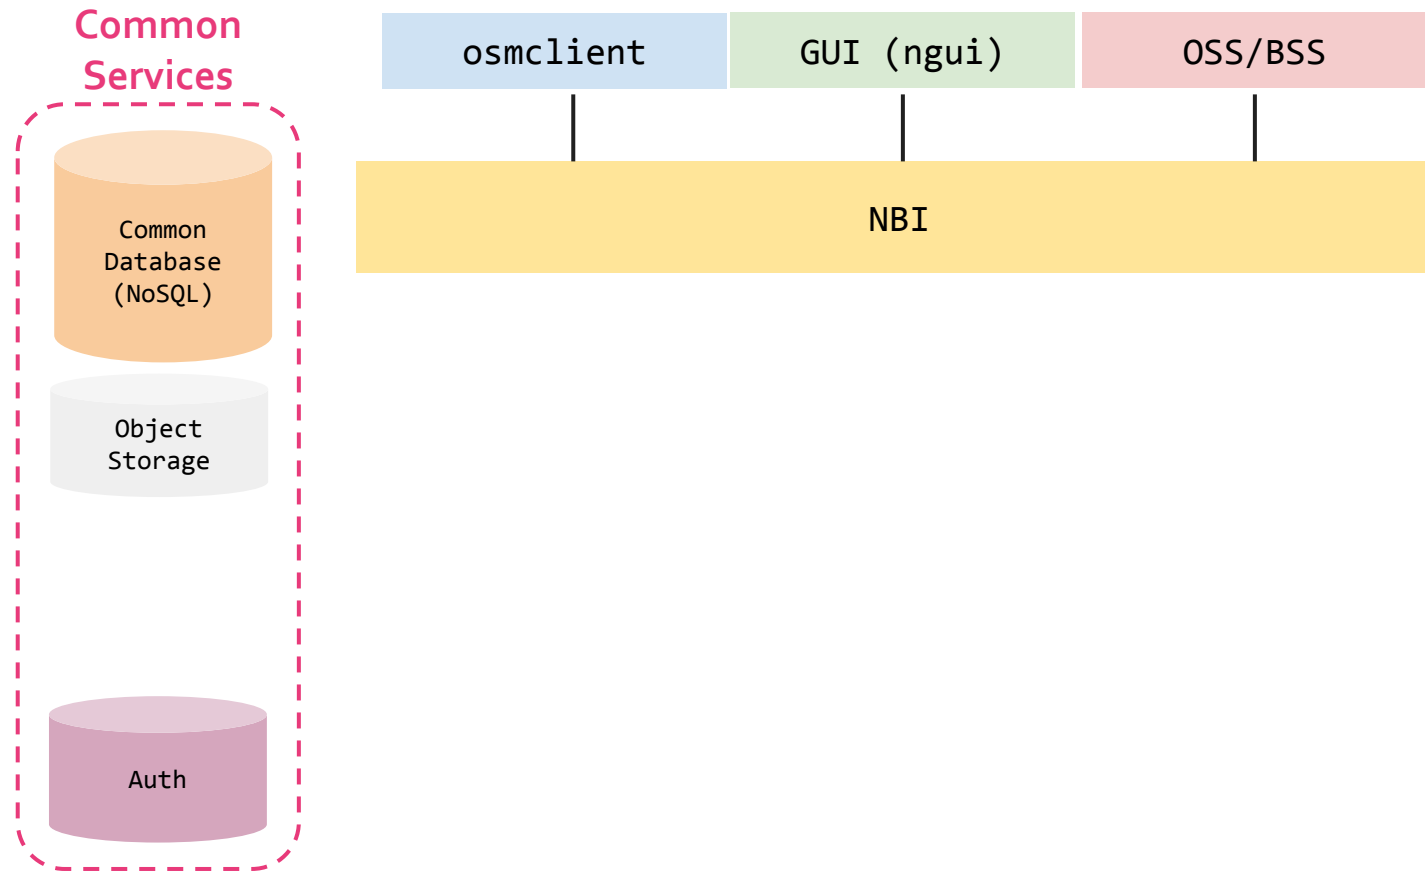 Common
Services
osmclient
GUI (ngui)
OSS/BSS
NBI
Common
Database
(NoSQL)
Object
Storage
Auth